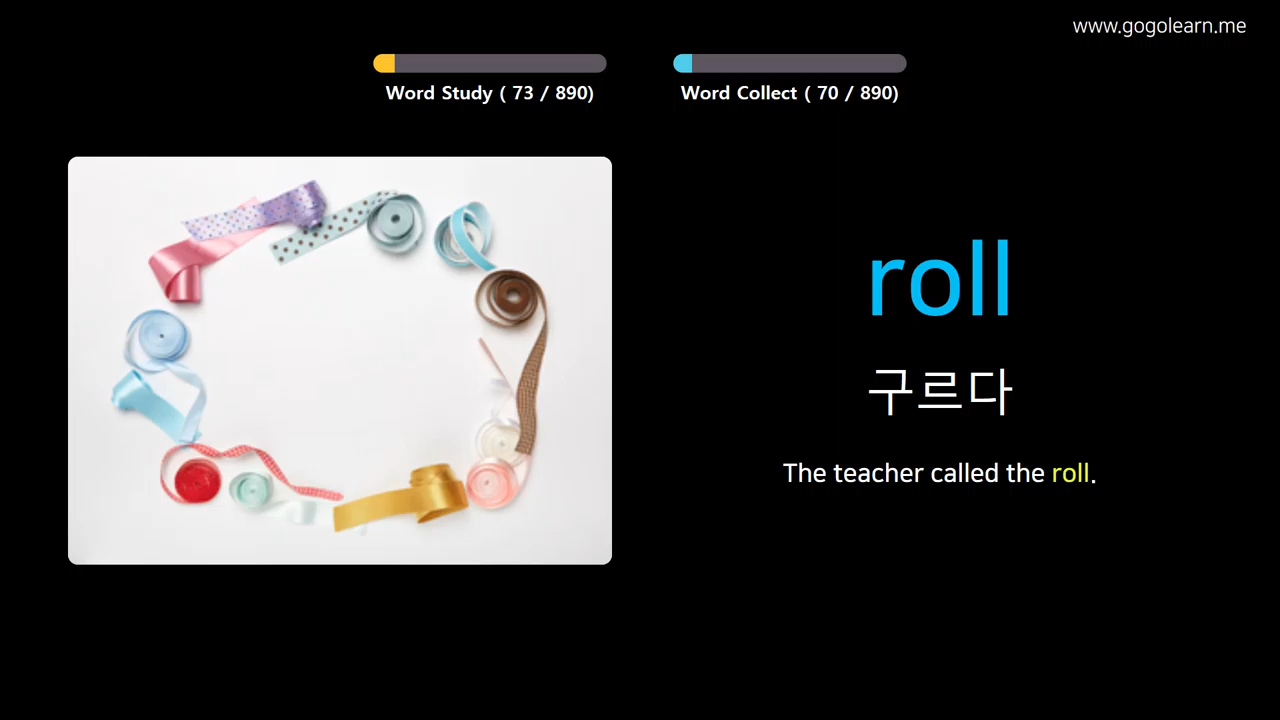 www.gogolearn.me
Word Study ( 73 / 890)
Word Collect ( 70 / 890)
roll
구르다
The teacher called the roll.